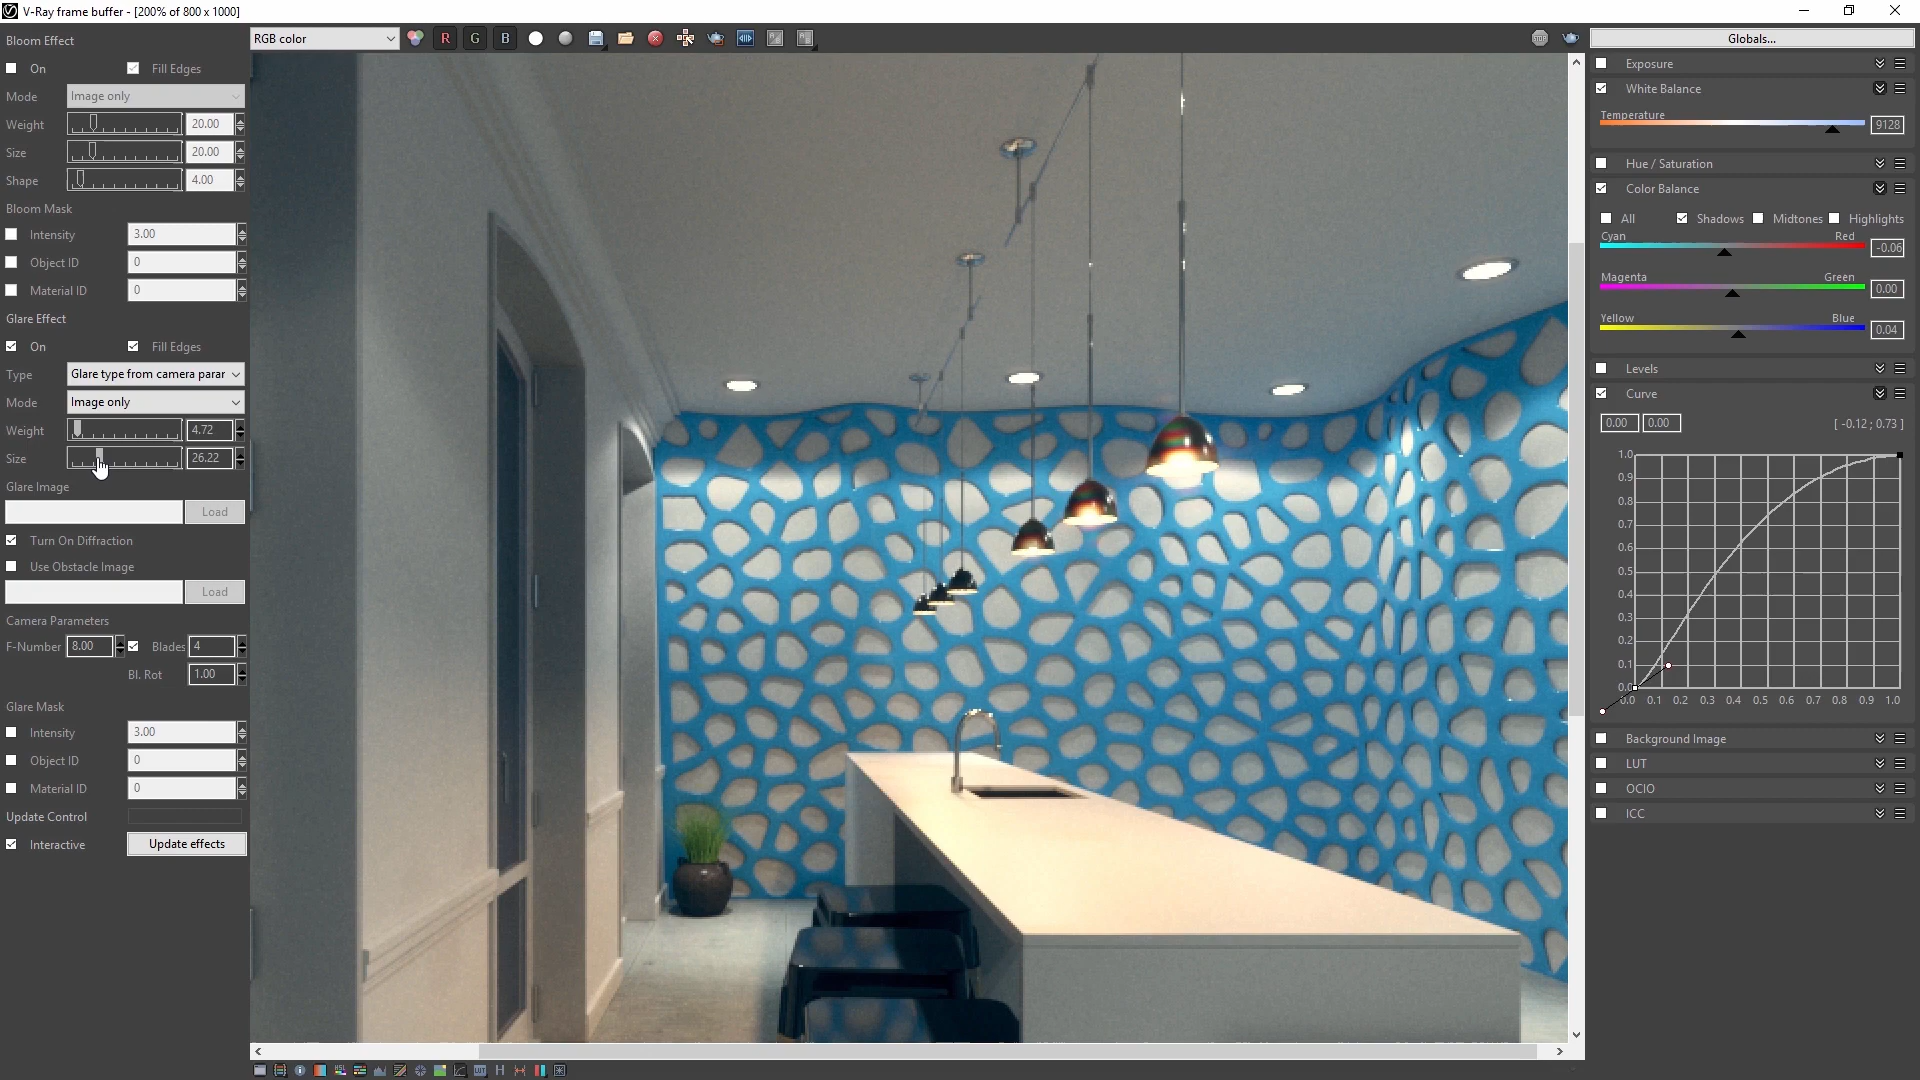 V-Ray frame buffer - [200% of 800 x 1000]
Bloom Effect
On Fill Edges
Mode Image only
Weight 20.00
Size 20.00
Shape 4.00
Bloom Mask
Intensity 3.00
Object ID 0
Material ID 0
Glare Effect
On Fill Edges
Type Glare type from camera parar
Mode Image only
Weight 4.72
Size 26.22
Glare Image
Load
Turn On Diffraction
Use Obstacle Image
Load
Camera Parameters
F-Number 8.00 Blades 4
Bl. Rot 1.00
Glare Mask
Intensity 3.00
Object ID 0
Material ID 0
Update Control
Interactive Update effects
RGB color R G B
STOP
Globals...
Exposure
White Balance
Temperature
9128
Hue / Saturation
Color Balance
All Shadows Midtones Highlights
Cyan Red
-0.06
Magenta Green
0.00
Yellow Blue
0.04
Levels
Curve
0.00 0.00 [ -0.12 ; 0.73 ]
1.0
0.9
0.8
0.7
0.6
0.5
0.4
0.3
0.2
0.1
0.0
0.0 0.1 0.2 0.3 0.4 0.5 0.6 0.7 0.8 0.9 1.0
Background Image
LUT
OCIO
ICC
HSL
LUT
H